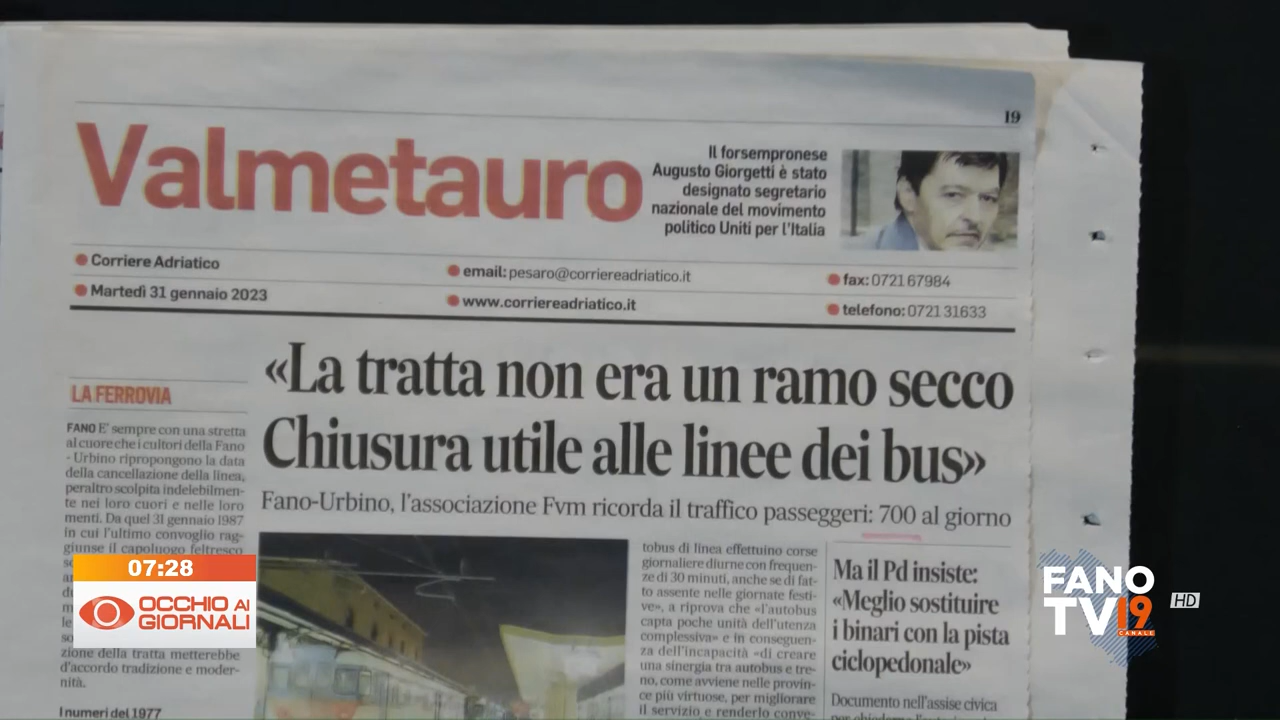 19
Valmetauro
Il forsempronese
Augusto Giorgetti è stato
designato segretario
nazionale del movimento
politico Uniti per l'Italia
Corriere Adriatico
Martedì 31 gennaio 2023
email: pesaro@corriereadriatico.it
www.corriereadriatico.it
fax: 0721 67984
telefono: 0721 31633
«La tratta non era un ramo secco
Chiusura utile alle linee dei bus»
Fano-Urbino, l'associazione Fvm ricorda il traffico passeggeri: 700 al giorno
LA FERROVIA
FANO E' sempre con una stretta
al cuore che i cultori della Fano
- Urbino ripropongono la data
della cancellazione della linea,
peraltro scolpita indelebilmen-
te nei loro cuori e nelle loro
menti. Da quel 31 gennaio 1987
in cui l'ultimo convoglio rag-
giunse il capoluogo feltresco
zione della tratta metterebbe
d'accordo tradizione e moder-
nità.
I numeri del 1977
tobus di linea effettuino corse
giornaliere diurne con frequen-
ze di 30 minuti, anche se di fat-
to assente nelle giornate festi-
ve», a riprova che «l'autobus
capta poche unità dell'utenza
complessiva» e in conseguen-
za dell'incapacità «di creare
una sinergia tra autobus e tre-
no, come avviene nelle provin-
ce più virtuose, per migliorare
il servizio e renderlo conve-
Ma il Pd insiste:
«Meglio sostituire
i binari con la pista
ciclopedonale»
Documento nell'assise civica
07:28
OCCHIO AI
GIORNALI
FANO
TV19
CANALE
HD